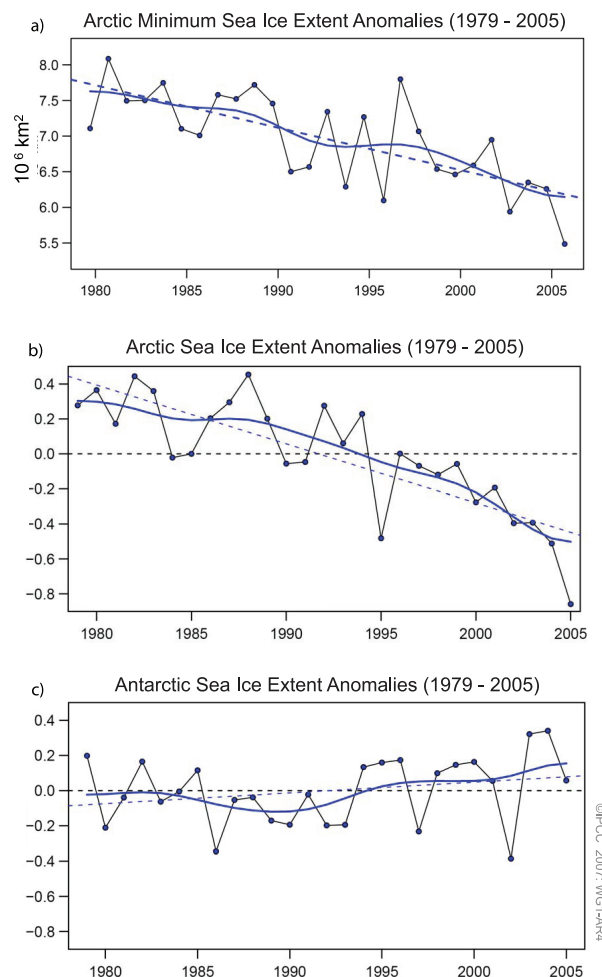 a)
Arctic Minimum Sea Ice Extent Anomalies (1979 - 2005)
10⁶ km²
8.0
7.5
7.0
6.5
6.0
5.5
1980 1985 1990 1995 2000 2005
b)
Arctic Sea Ice Extent Anomalies (1979 - 2005)
0.4
0.2
0.0
−0.2
−0.4
−0.6
−0.8
1980 1985 1990 1995 2000 2005
c)
Antarctic Sea Ice Extent Anomalies (1979 - 2005)
0.4
0.2
0.0
−0.2
−0.4
−0.6
−0.8
1980 1985 1990 1995 2000 2005
©IPCC 2007: WG1-AR4